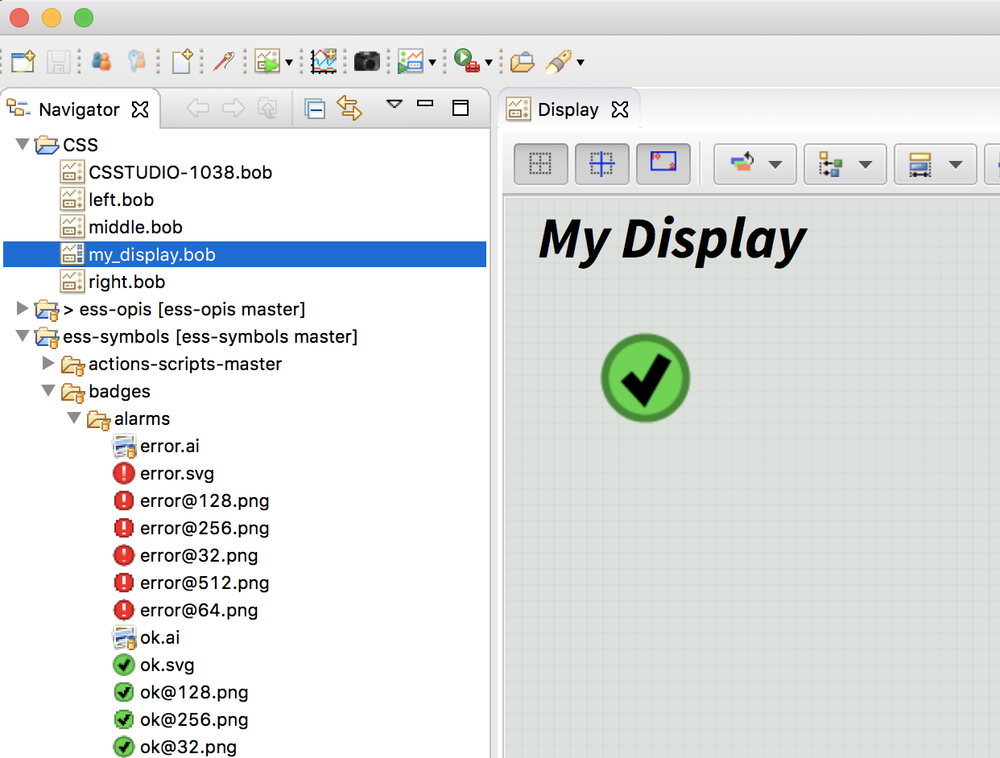 Navigator
Display
CSS
CSSTUDIO-1038.bob
left.bob
middle.bob
my_display.bob
right.bob
> ess-opis [ess-opis master]
ess-symbols [ess-symbols master]
actions-scripts-master
badges
alarms
error.ai
error.svg
error@128.png
error@256.png
error@32.png
error@512.png
error@64.png
ok.ai
ok.svg
ok@128.png
ok@256.png
ok@32.png
My Display